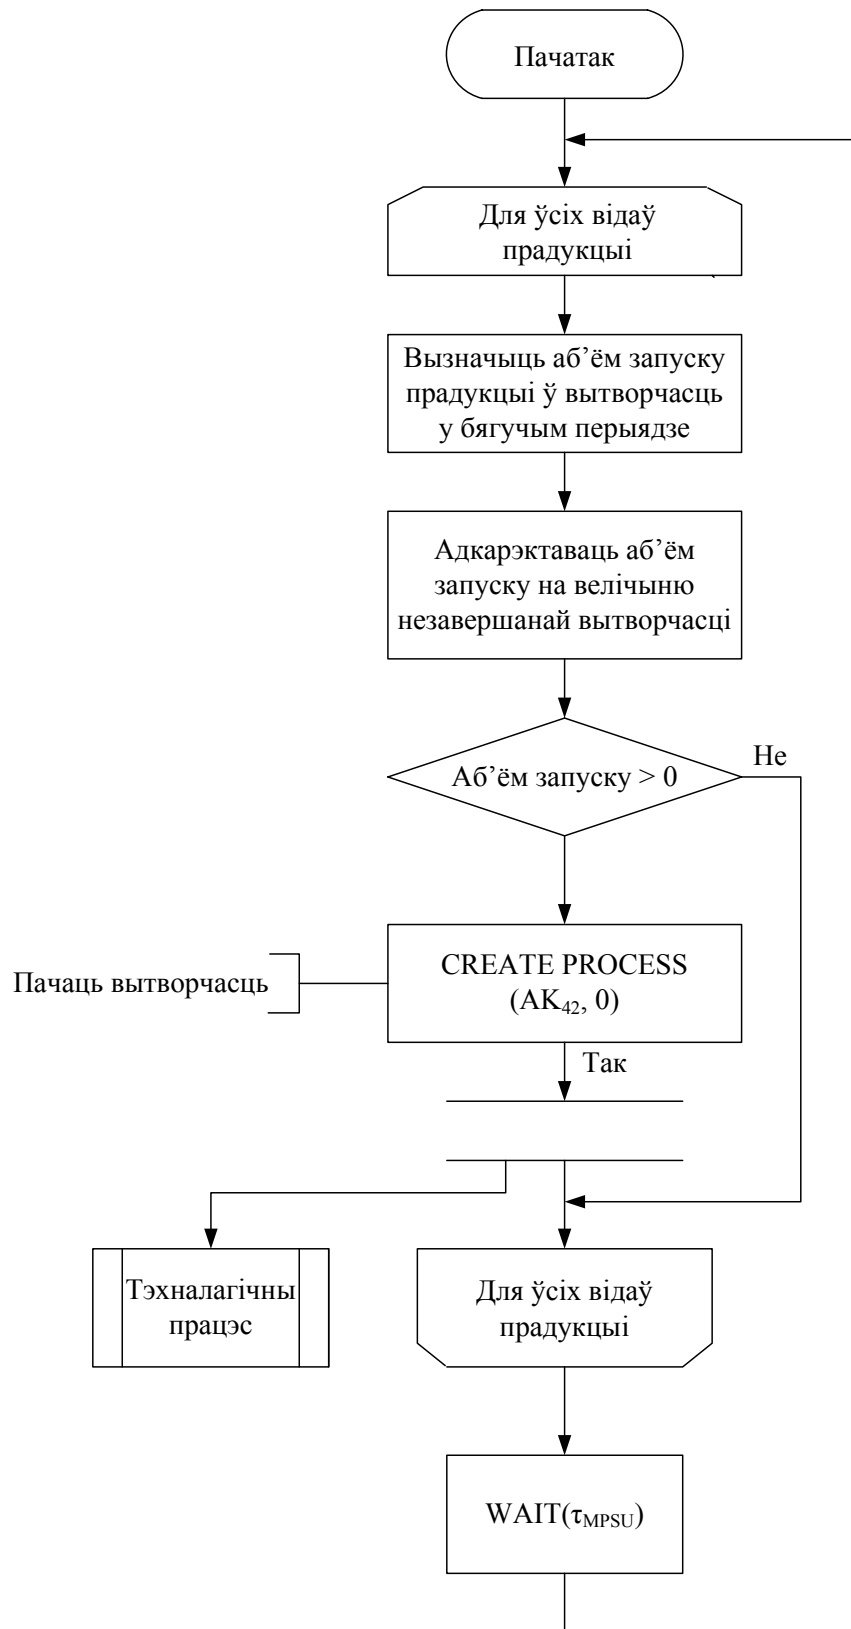 Пачатак
Для ўсіх відаў
прадукцыі
Вызначыць аб’ём запуску
прадукцыі ў вытворчасць
у бягучым перыядзе
Адкарэктаваць аб’ём
запуску на велічыню
незавершанай вытворчасці
Аб’ём запуску > 0
Не
Пачаць вытворчасць
CREATE PROCESS
(AK₄₂, 0)
Так
Тэхналагічны
працэс
Для ўсіх відаў
прадукцыі
WAIT(τMPSU)